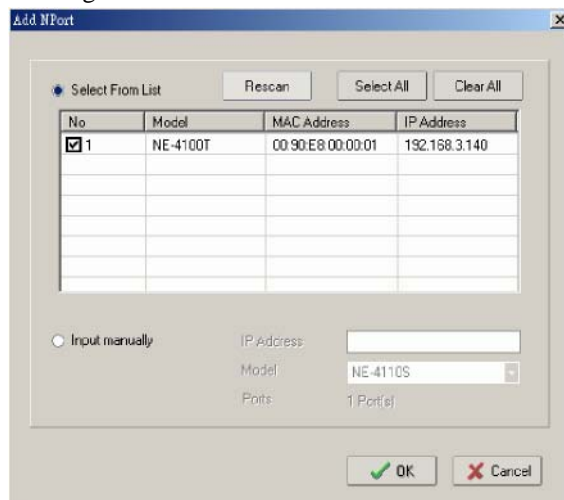 Add NPort
Select From List Rescan Select All Clear All
No Model MAC Address IP Address
1 NE-4100T 00:90:E8:00:00:01 192.168.3.140
Input manually IP Address
Model NE-4110S
Ports 1 Port(s)
OK Cancel